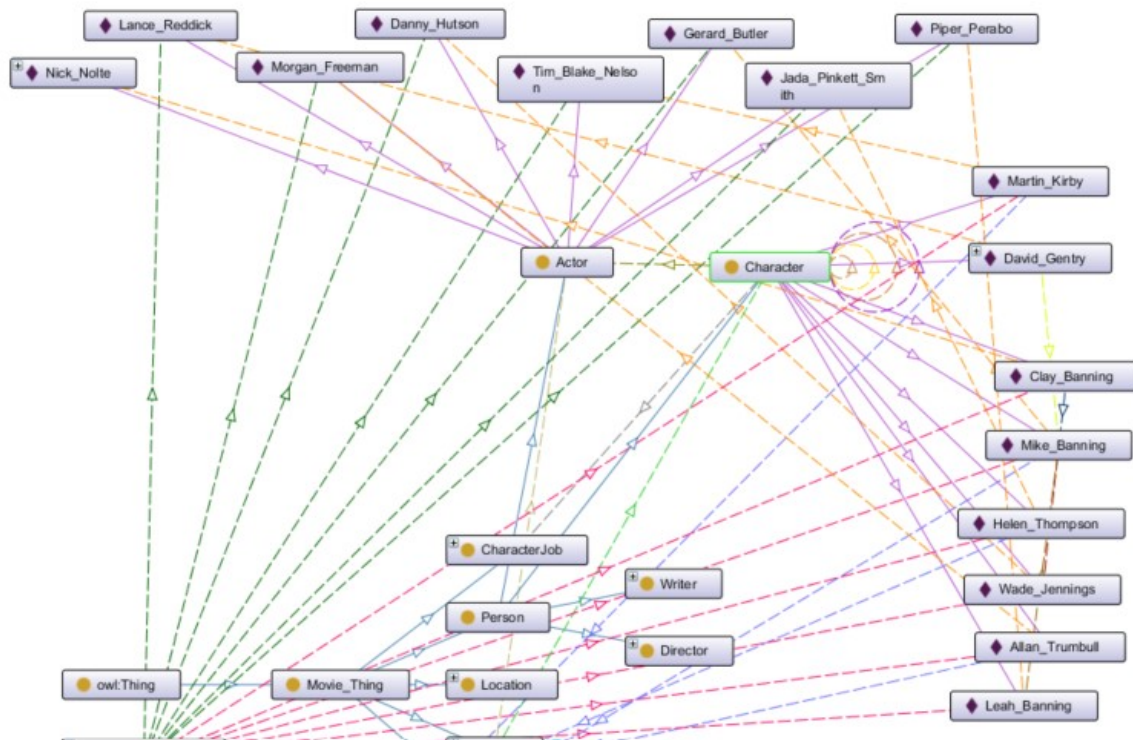 Lance_Reddick
Danny_Hutson
Gerard_Butler
Piper_Perabo
Nick_Nolte
Morgan_Freeman
Tim_Blake_Nelso
n
Jada_Pinkett_Sm
ith
Martin_Kirby
Actor
Character
David_Gentry
Clay_Banning
Mike_Banning
Helen_Thompson
CharacterJob
Writer
Wade_Jennings
Person
Director
Allan_Trumbull
owl:Thing
Movie_Thing
Location
Leah_Banning